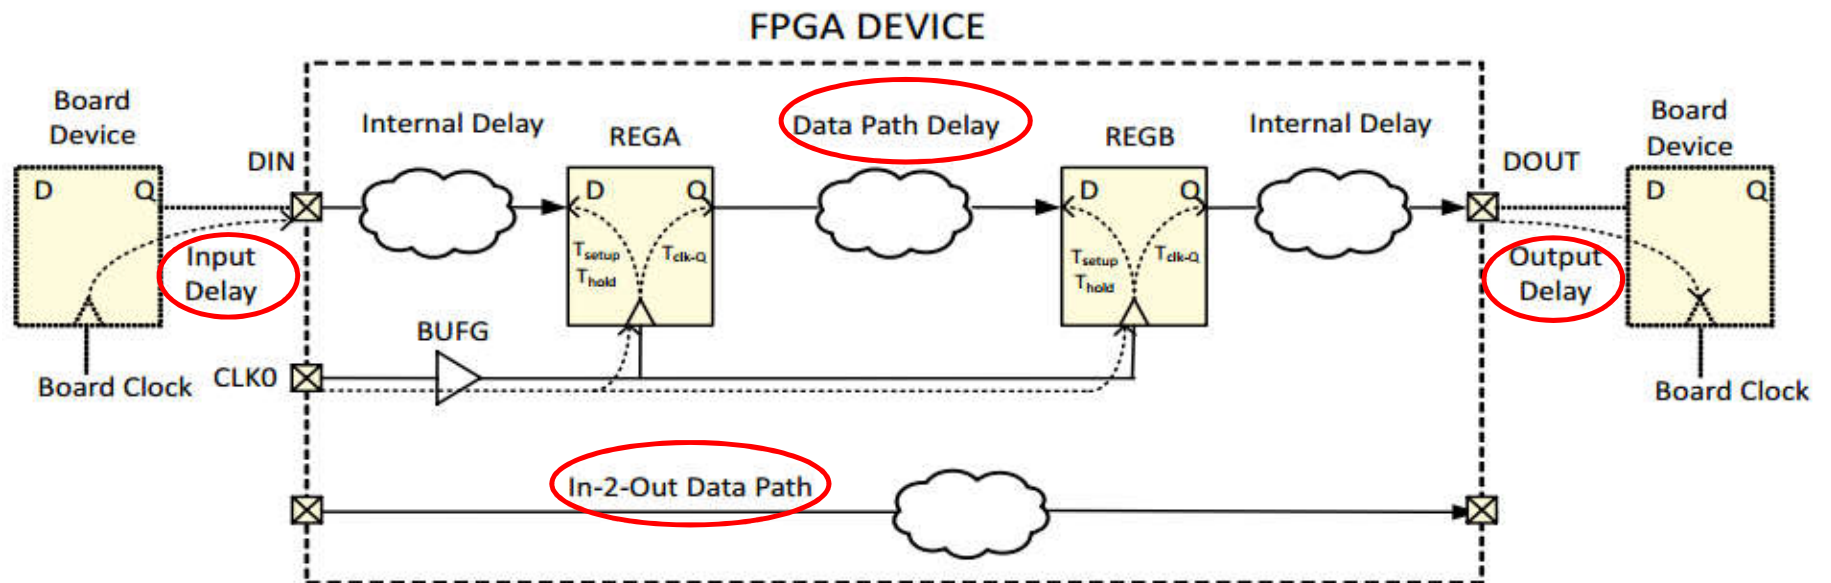 FPGA DEVICE
Board
Device
D
Q
Board Clock
DIN
Input
Delay
CLK0
Internal Delay
BUFG
REGA
D
Q
Tsetup
Thold
Tclk-Q
Data Path Delay
REGB
D
Q
Tsetup
Thold
Tclk-Q
Internal Delay
DOUT
Output
Delay
Board
Device
D
Q
Board Clock
In-2-Out Data Path